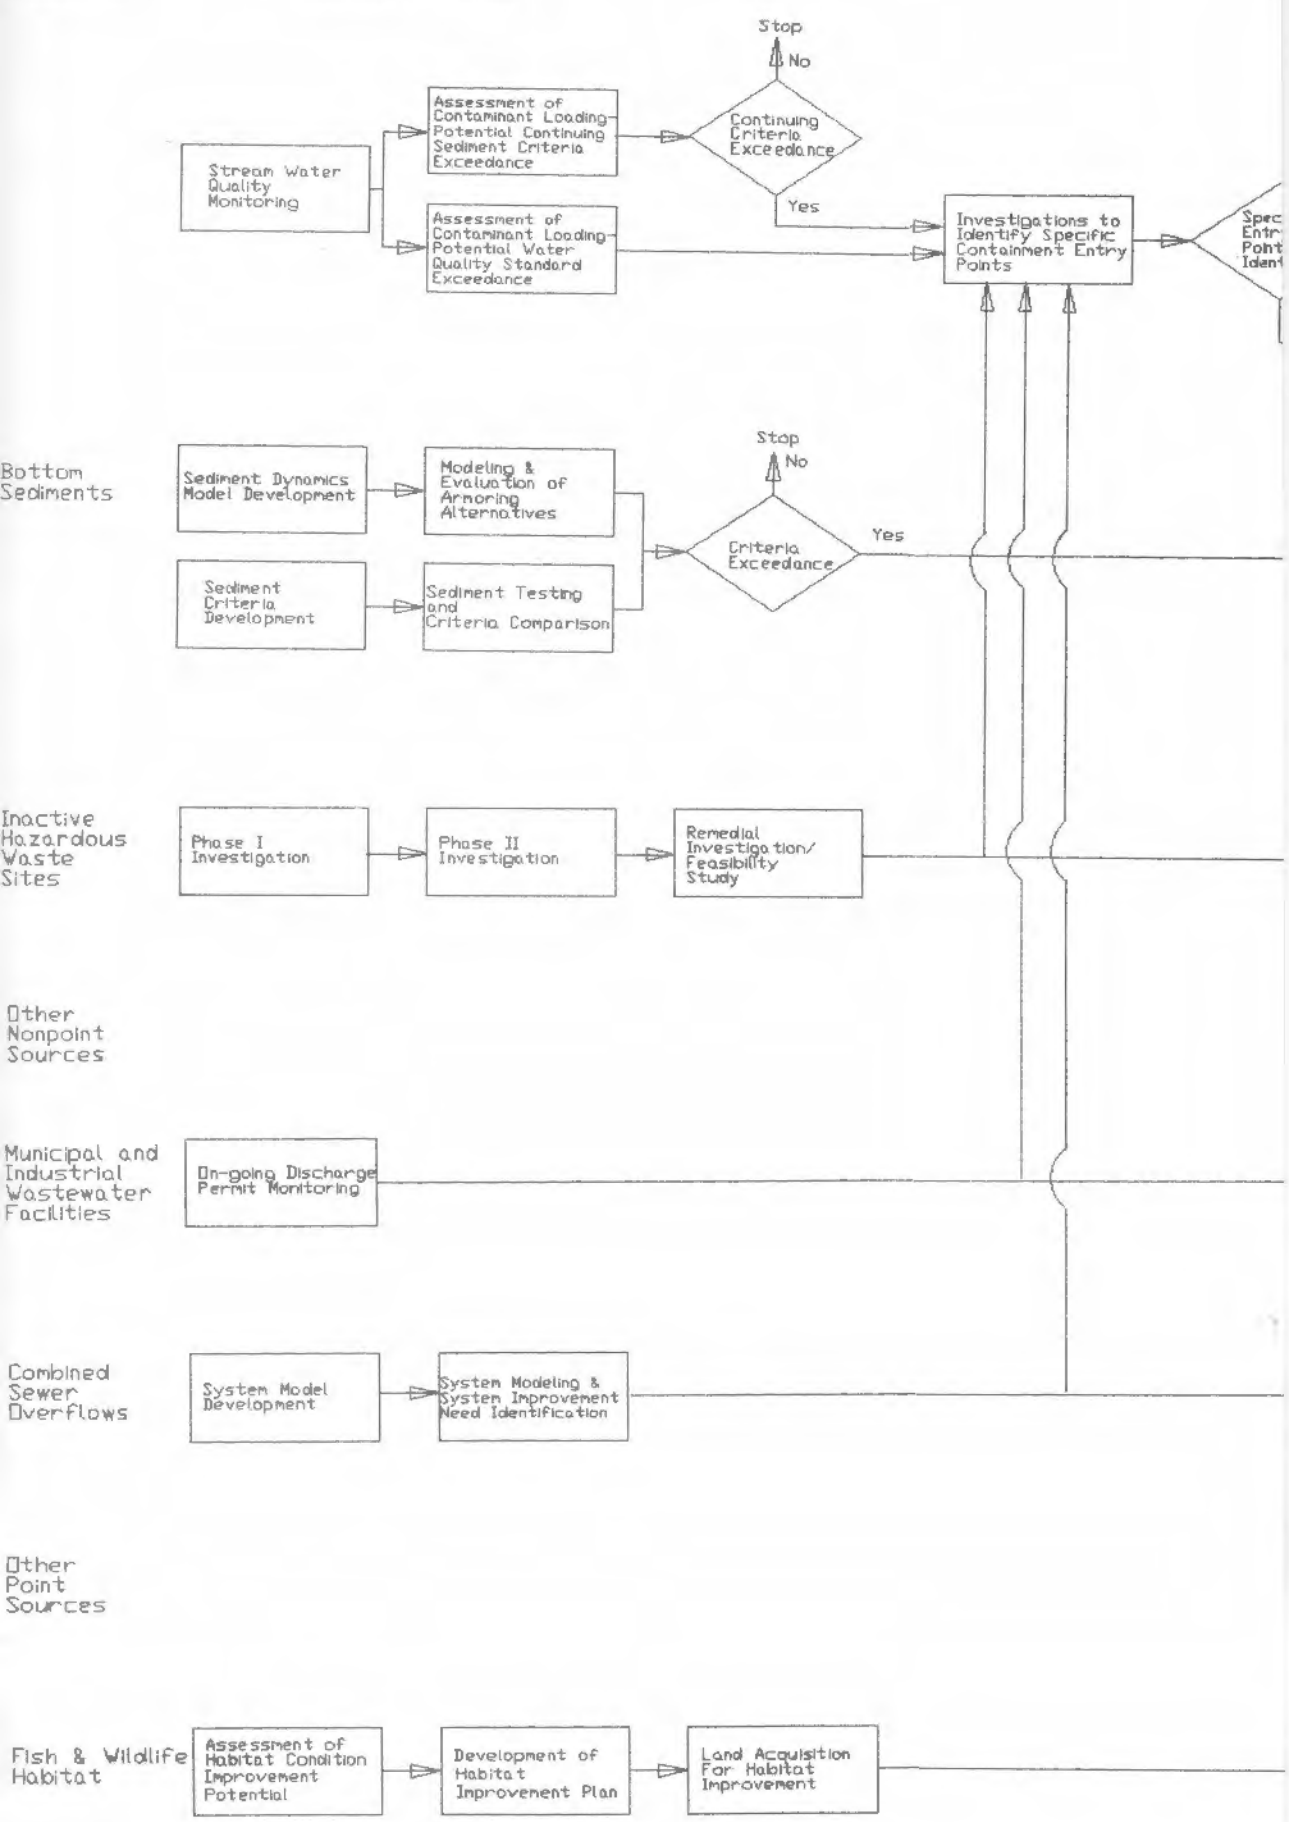 Stop
No
Assessment of
Contaminant Loading-
Potential Continuing
Sediment Criteria
Exceedance
Continuing
Criteria
Exceedance
Stream Water
Quality
Monitoring
Yes
Assessment of
Contaminant Loading-
Potential Water
Quality Standard
Exceedance
Investigations to
Identify Specific
Containment Entry
Points
Spec
Entr
Point
Ident
Bottom
Sediments
Sediment Dynamics
Model Development
Modeling &
Evaluation of
Armoring
Alternatives
Stop
No
Criteria
Exceedance
Yes
Sediment
Criteria
Development
Sediment Testing
and
Criteria Comparison
Inactive
Hazardous
Waste
Sites
Phase I
Investigation
Phase II
Investigation
Remedial
Investigation/
Feasibility
Study
Other
Nonpoint
Sources
Municipal and
Industrial
Wastewater
Facilities
On-going Discharge
Permit Monitoring
Combined
Sewer
Overflows
System Model
Development
System Modeling &
System Improvement
Need Identification
Other
Point
Sources
Fish & Wildlife
Habitat
Assessment of
Habitat Condition
Improvement
Potential
Development of
Habitat
Improvement Plan
Land Acquisition
For Habitat
Improvement